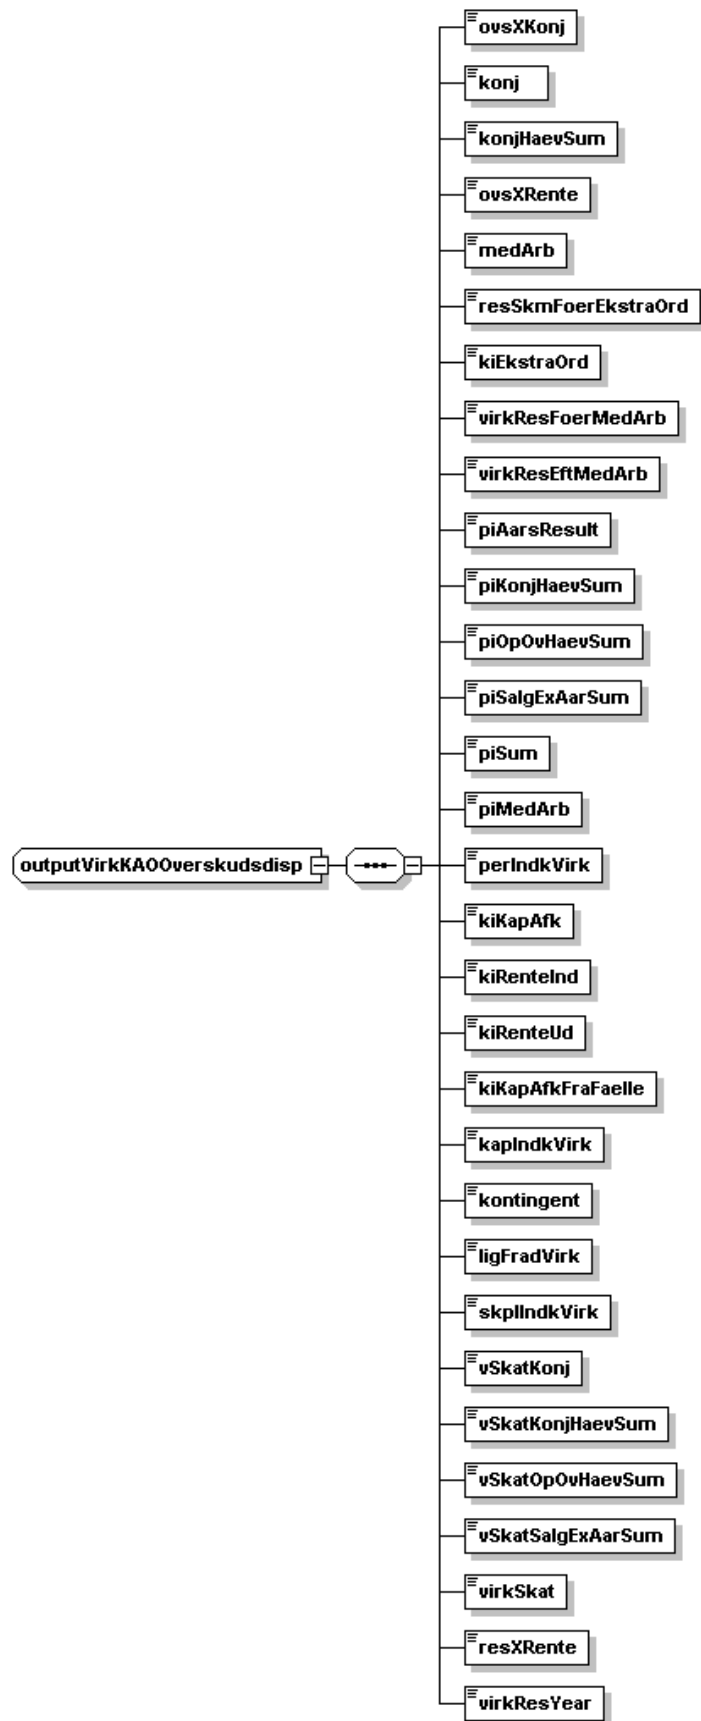 ovsXKonj
konj
konjHaevSum
ovsXRente
medArb
resSkmFoerEkstraOrd
kiEkstraOrd
virkResFoerMedArb
virkResEftMedArb
piAarsResult
piKonjHaevSum
piOpOvHaevSum
piSalgExAarSum
piSum
piMedArb
outputVirkKAOOverskudsdisp
perIndkVirk
kiKapAfk
kiRenteInd
kiRenteUd
kiKapAfkFraFaelle
kapIndkVirk
kontingent
ligFradVirk
skplIndkVirk
vSkatKonj
vSkatKonjHaevSum
vSkatOpOvHaevSum
vSkatSalgExAarSum
virkSkat
resXRente
virkResYear